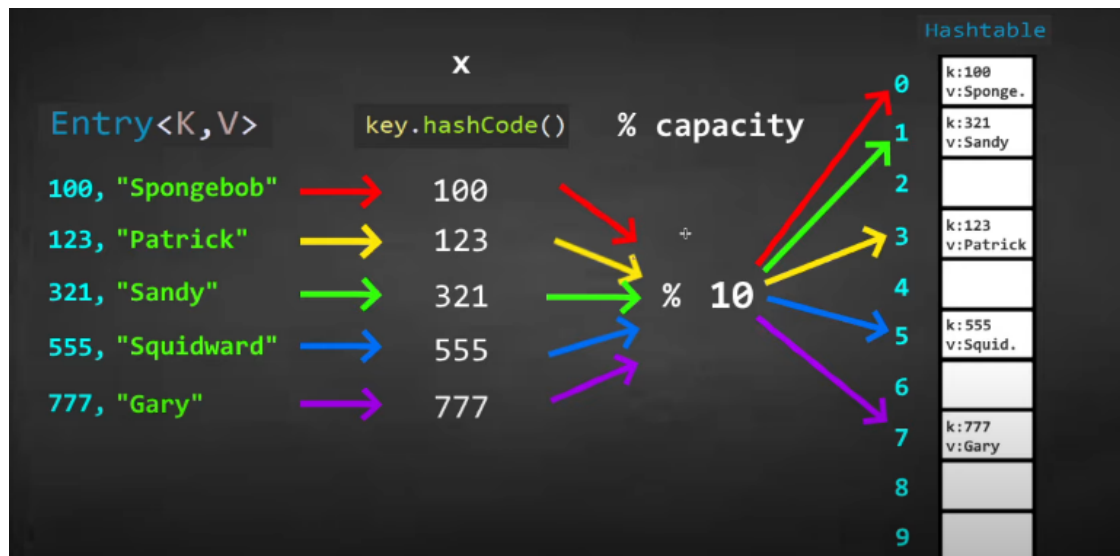 Hashtable
x
Entry<K,V>
key.hashCode()
% capacity
100, "Spongebob"
123, "Patrick"
321, "Sandy"
555, "Squidward"
777, "Gary"
100
123
321
555
777
% 10
0
k:100
v:Sponge.
1
k:321
v:Sandy
2
3
k:123
v:Patrick
4
5
k:555
v:Squid.
6
7
k:777
v:Gary
8
9